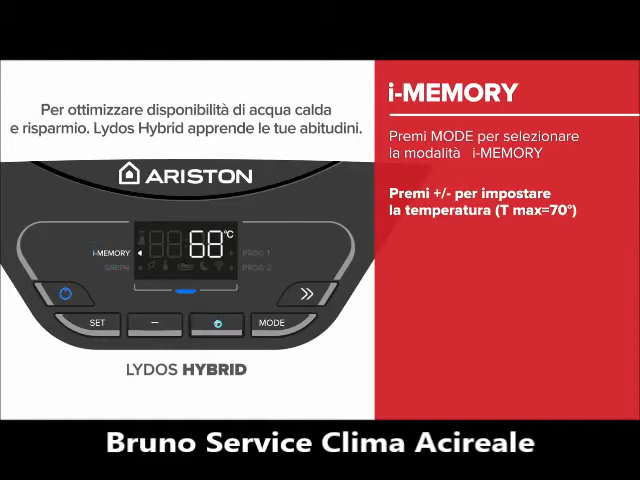 Per ottimizzare disponibilità di acqua calda
e risparmio. Lydos Hybrid apprende le tue abitudini.
ARISTON
68 °C
i-MEMORY
PROG 1
GREEN
PROG 2
SET
MODE
LYDOS HYBRID
i-MEMORY
Premi MODE per selezionare
la modalità i-MEMORY
Premi +/- per impostare
la temperatura (T max=70°)
Bruno Service Clima Acireale